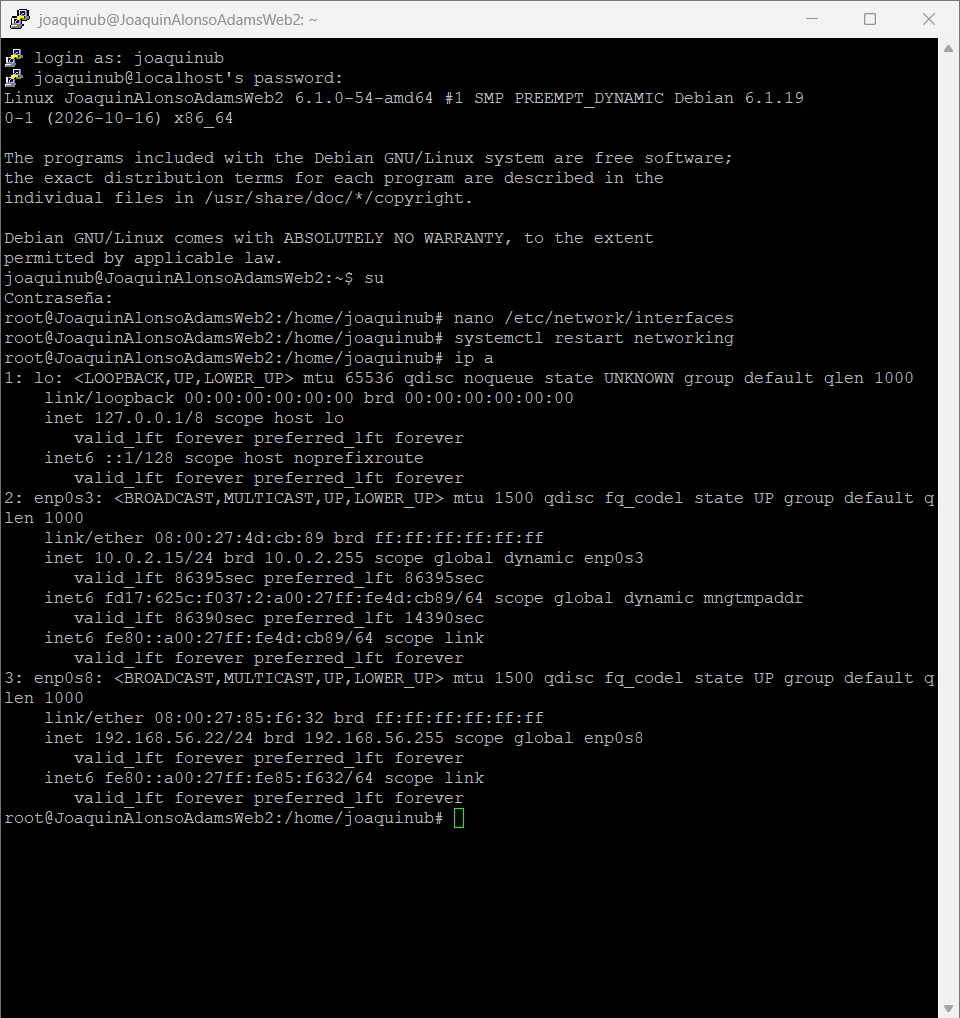 joaquinub@JoaquinAlonsoAdamsWeb2: ~
login as: joaquinub
joaquinub@localhost's password:
Linux JoaquinAlonsoAdamsWeb2 6.1.0-54-amd64 #1 SMP PREEMPT_DYNAMIC Debian 6.1.19
0-1 (2026-10-16) x86_64
The programs included with the Debian GNU/Linux system are free software;
the exact distribution terms for each program are described in the
individual files in /usr/share/doc/*/copyright.
Debian GNU/Linux comes with ABSOLUTELY NO WARRANTY, to the extent
permitted by applicable law.
joaquinub@JoaquinAlonsoAdamsWeb2:~$ su
Contraseña:
root@JoaquinAlonsoAdamsWeb2:/home/joaquinub# nano /etc/network/interfaces
root@JoaquinAlonsoAdamsWeb2:/home/joaquinub# systemctl restart networking
root@JoaquinAlonsoAdamsWeb2:/home/joaquinub# ip a
1: lo: <LOOPBACK,UP,LOWER_UP> mtu 65536 qdisc noqueue state UNKNOWN group default qlen 1000
    link/loopback 00:00:00:00:00:00 brd 00:00:00:00:00:00
    inet 127.0.0.1/8 scope host lo
       valid_lft forever preferred_lft forever
    inet6 ::1/128 scope host noprefixroute
       valid_lft forever preferred_lft forever
2: enp0s3: <BROADCAST,MULTICAST,UP,LOWER_UP> mtu 1500 qdisc fq_codel state UP group default q
len 1000
    link/ether 08:00:27:4d:cb:89 brd ff:ff:ff:ff:ff:ff
    inet 10.0.2.15/24 brd 10.0.2.255 scope global dynamic enp0s3
       valid_lft 86395sec preferred_lft 86395sec
    inet6 fd17:625c:f037:2:a00:27ff:fe4d:cb89/64 scope global dynamic mngtmpaddr
       valid_lft 86390sec preferred_lft 14390sec
    inet6 fe80::a00:27ff:fe4d:cb89/64 scope link
       valid_lft forever preferred_lft forever
3: enp0s8: <BROADCAST,MULTICAST,UP,LOWER_UP> mtu 1500 qdisc fq_codel state UP group default q
len 1000
    link/ether 08:00:27:85:f6:32 brd ff:ff:ff:ff:ff:ff
    inet 192.168.56.22/24 brd 192.168.56.255 scope global enp0s8
       valid_lft forever preferred_lft forever
    inet6 fe80::a00:27ff:fe85:f632/64 scope link
       valid_lft forever preferred_lft forever
root@JoaquinAlonsoAdamsWeb2:/home/joaquinub#